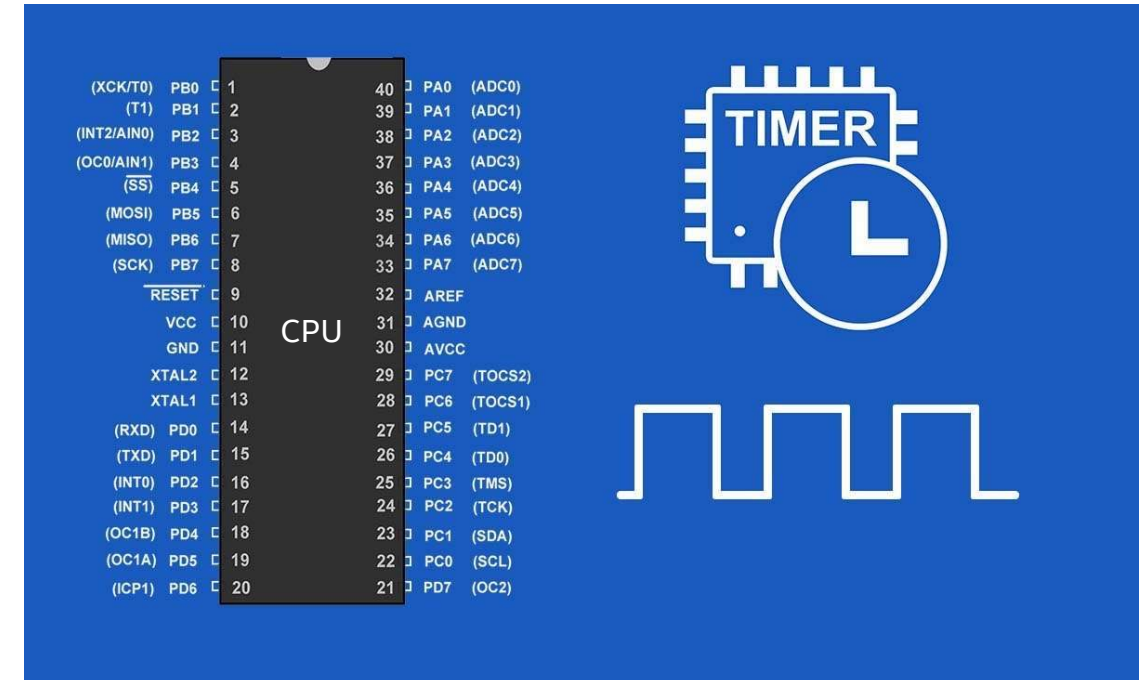 (XCK/T0) PB0 1 40 PA0 (ADC0)
(T1) PB1 2 39 PA1 (ADC1)
(INT2/AIN0) PB2 3 38 PA2 (ADC2)
(OC0/AIN1) PB3 4 37 PA3 (ADC3)
(SS) PB4 5 36 PA4 (ADC4)
(MOSI) PB5 6 35 PA5 (ADC5)
(MISO) PB6 7 34 PA6 (ADC6)
(SCK) PB7 8 33 PA7 (ADC7)
RESET 9 32 AREF
VCC 10 31 AGND
GND 11 30 AVCC
XTAL2 12 29 PC7 (TOCS2)
XTAL1 13 28 PC6 (TOCS1)
(RXD) PD0 14 27 PC5 (TD1)
(TXD) PD1 15 26 PC4 (TD0)
(INT0) PD2 16 25 PC3 (TMS)
(INT1) PD3 17 24 PC2 (TCK)
(OC1B) PD4 18 23 PC1 (SDA)
(OC1A) PD5 19 22 PC0 (SCL)
(ICP1) PD6 20 21 PD7 (OC2)
CPU
TIMER